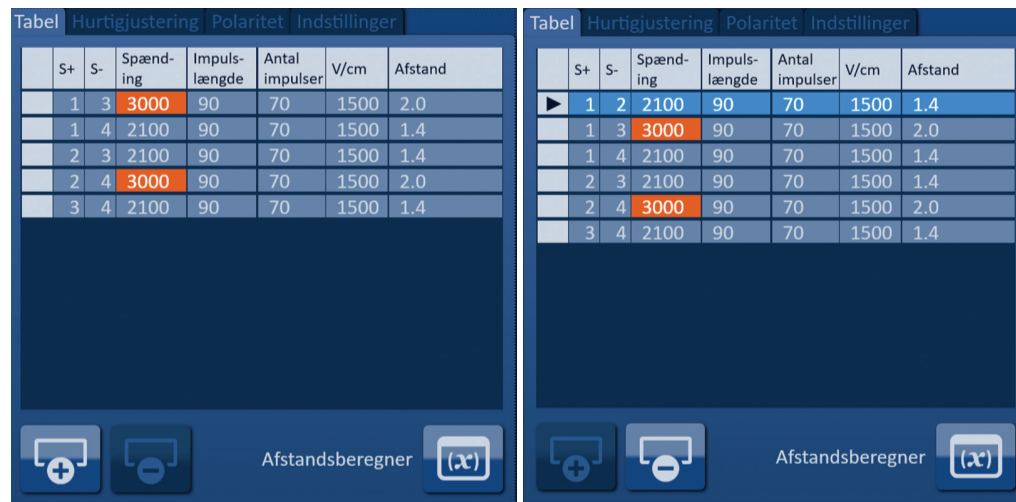 Tabel Hurtigjustering Polaritet Indstillinger
S+ S- Spænd-ing Impuls-længde Antal impulser V/cm Afstand
1 3 3000 90 70 1500 2.0
1 4 2100 90 70 1500 1.4
2 3 2100 90 70 1500 1.4
2 4 3000 90 70 1500 2.0
3 4 2100 90 70 1500 1.4
Afstandsberegner (x)
Tabel Hurtigjustering Polaritet Indstillinger
S+ S- Spænd-ing Impuls-længde Antal impulser V/cm Afstand
1 2 2100 90 70 1500 1.4
1 3 3000 90 70 1500 2.0
1 4 2100 90 70 1500 1.4
2 3 2100 90 70 1500 1.4
2 4 3000 90 70 1500 2.0
3 4 2100 90 70 1500 1.4
Afstandsberegner (x)